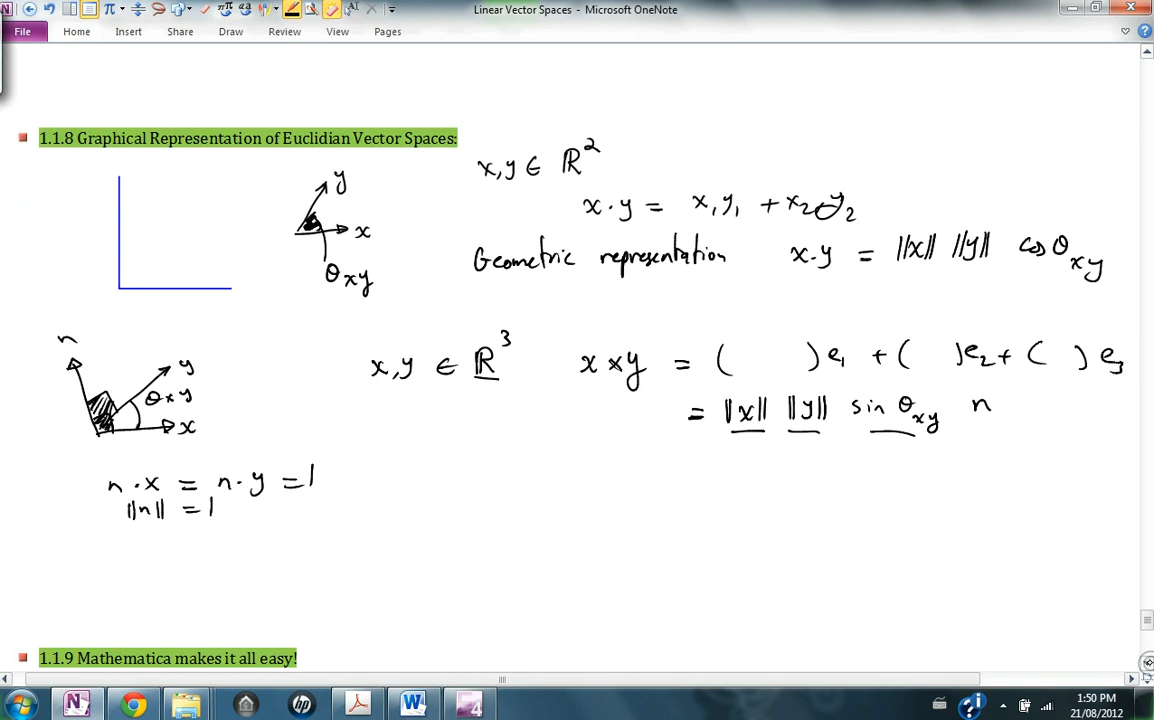 Linear Vector Spaces - Microsoft OneNote
File Home Insert Share Draw Review View Pages
1.1.8 Graphical Representation of Euclidian Vector Spaces:
x,y ∈ ℝ²
y
x
θxy
x·y = x₁y₁ + x₂y₂
Geometric representation x·y = ||x|| ||y|| cos θxy
n
y
θxy
x
x,y ∈ ℝ³ x × y = ( )e₁ + ( )e₂ + ( )e₃
= ||x|| ||y|| sin θxy n
n·x = n·y = 1
||n|| = 1
1.1.9 Mathematica makes it all easy!
1:50 PM
21/08/2012